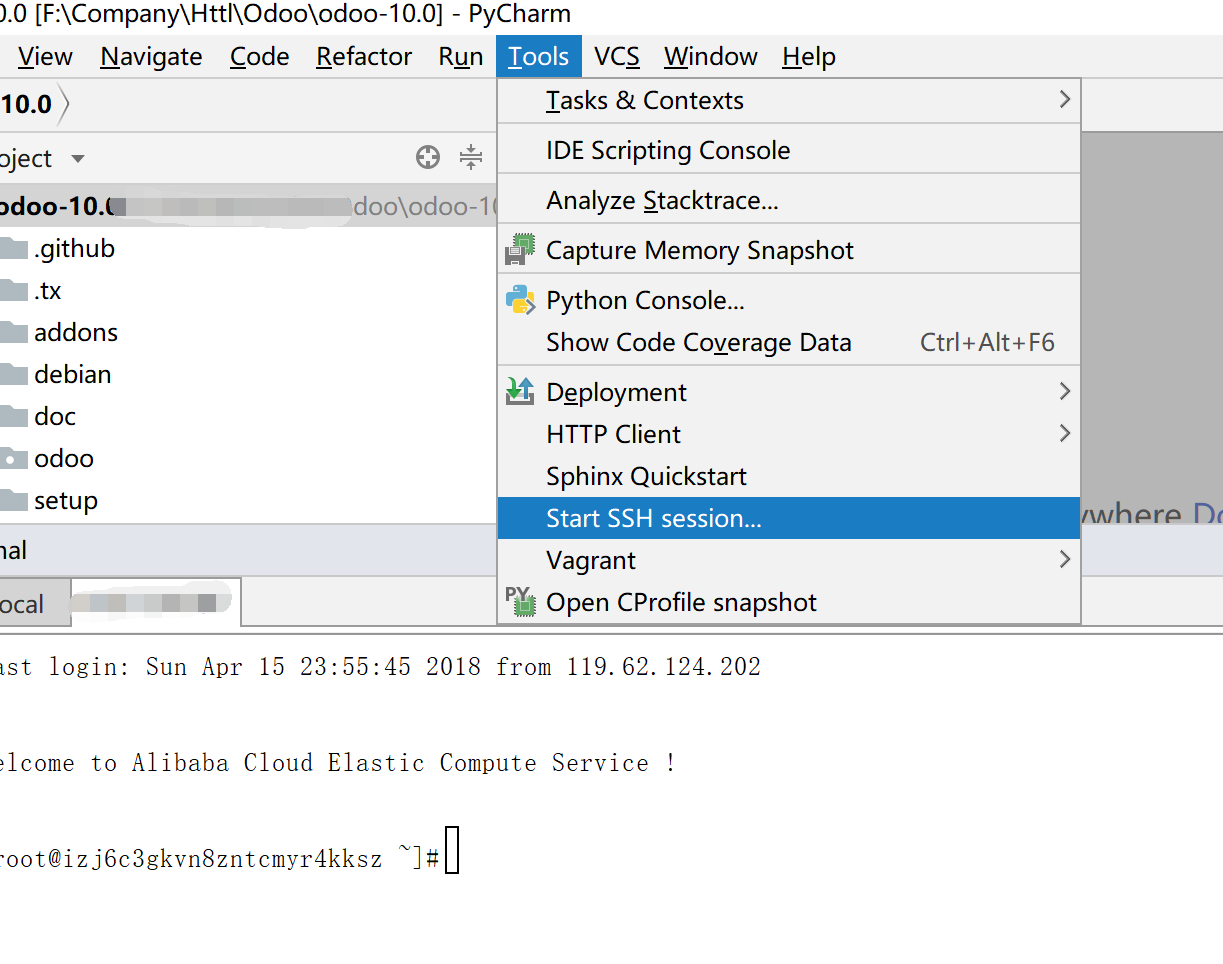 0.0 [F:\Company\Httl\Odoo\odoo-10.0] - PyCharm
View Navigate Code Refactor Run Tools VCS Window Help
10.0
oject
odoo-10.0 doo\odoo-10
.github
.tx
addons
debian
doc
odoo
setup
Tasks & Contexts
IDE Scripting Console
Analyze Stacktrace...
Capture Memory Snapshot
Python Console...
Show Code Coverage Data Ctrl+Alt+F6
Deployment
HTTP Client
Sphinx Quickstart
Start SSH session...
Vagrant
PY Open CProfile snapshot
ywhere Do
nal
ocal
ast login: Sun Apr 15 23:55:45 2018 from 119.62.124.202
elcome to Alibaba Cloud Elastic Compute Service !
root@izj6c3gkvn8zntcmyr4kksz ~]#